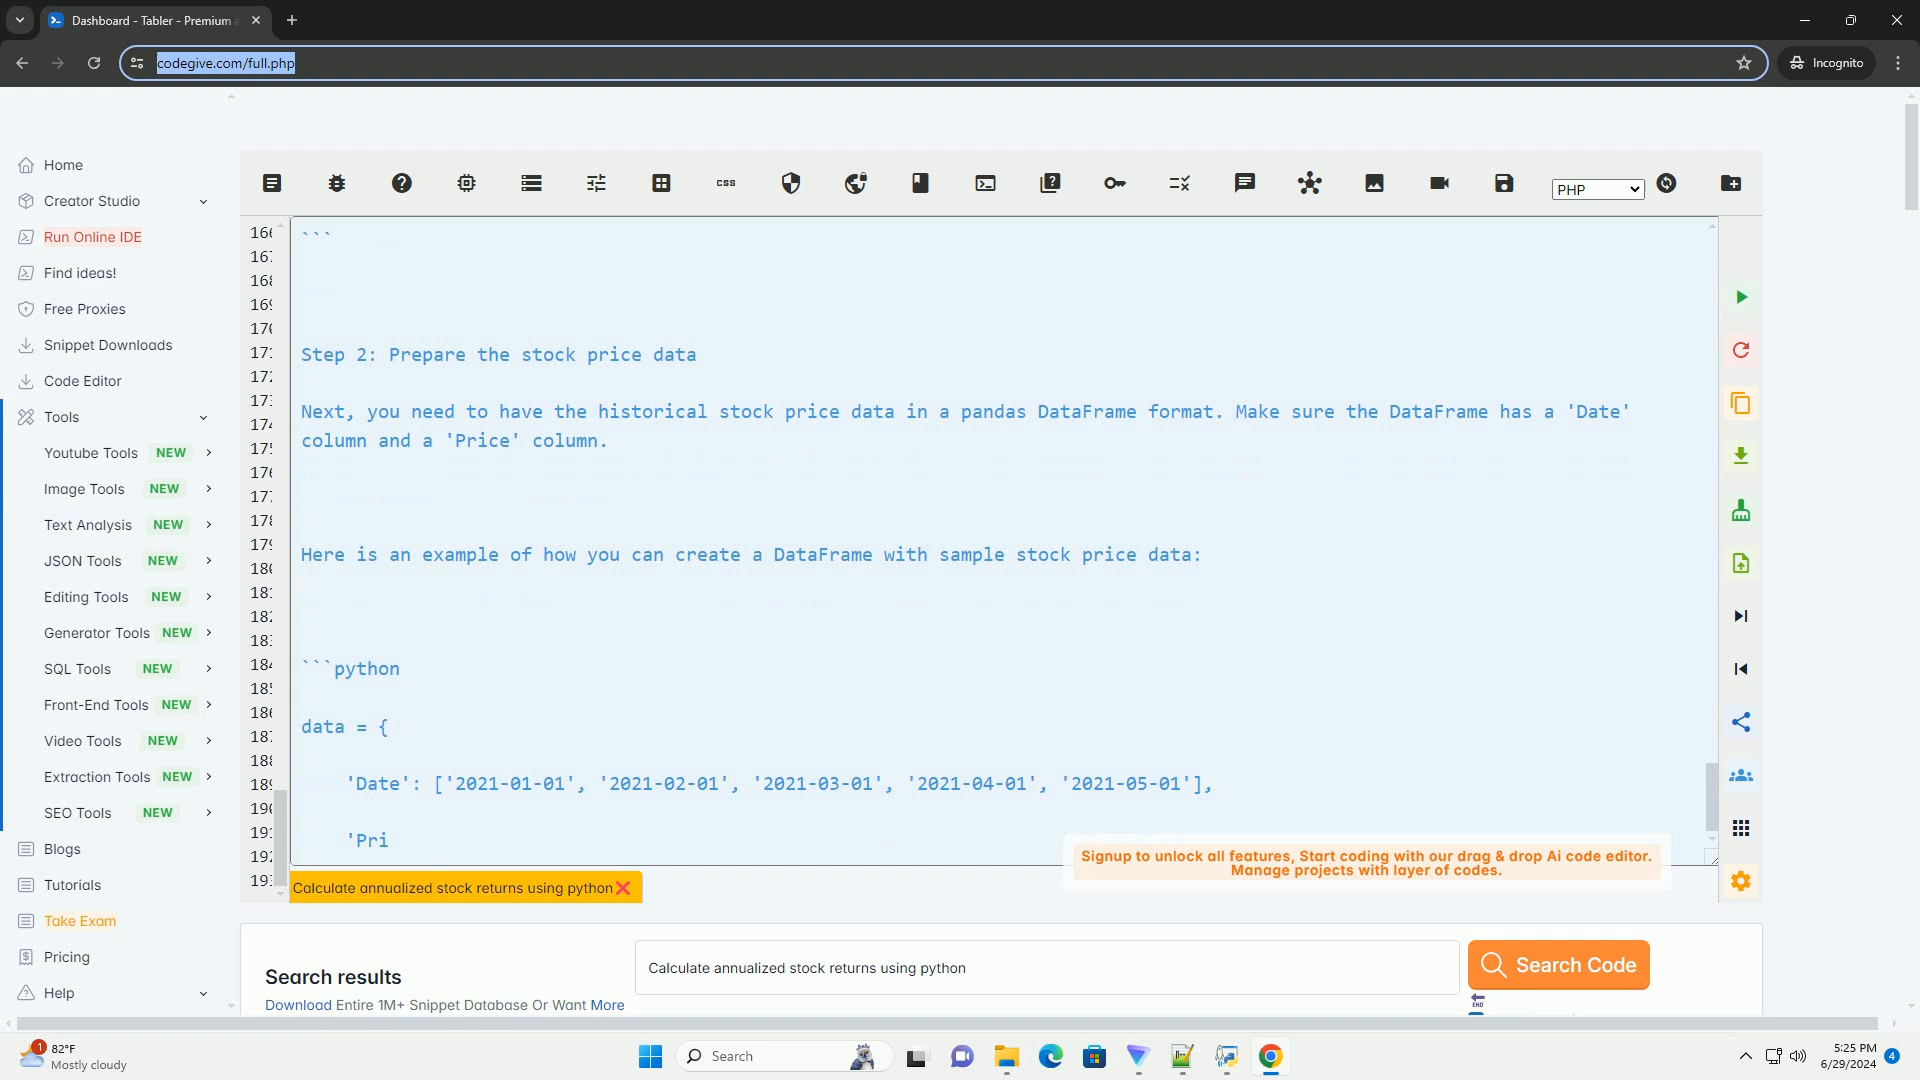 Dashboard - Tabler - Premium
codegive.com/full.php
Incognito
Home
Creator Studio
Run Online IDE
Find ideas!
Free Proxies
Snippet Downloads
Code Editor
Tools
Youtube Tools NEW
Image Tools NEW
Text Analysis NEW
JSON Tools NEW
Editing Tools NEW
Generator Tools NEW
SQL Tools NEW
Front-End Tools NEW
Video Tools NEW
Extraction Tools NEW
SEO Tools NEW
Blogs
Tutorials
Take Exam
Pricing
Help
css
PHP
```
Step 2: Prepare the stock price data
Next, you need to have the historical stock price data in a pandas DataFrame format. Make sure the DataFrame has a 'Date'
column and a 'Price' column.
Here is an example of how you can create a DataFrame with sample stock price data:
```python
data = {
'Date': ['2021-01-01', '2021-02-01', '2021-03-01', '2021-04-01', '2021-05-01'],
'Pri
Signup to unlock all features, Start coding with our drag & drop Ai code editor.
Manage projects with layer of codes.
Calculate annualized stock returns using python
Search results
Download Entire 1M+ Snippet Database Or Want More
Calculate annualized stock returns using python
Search Code
END
1
82°F
Mostly cloudy
Search
5:25 PM
6/29/2024
4